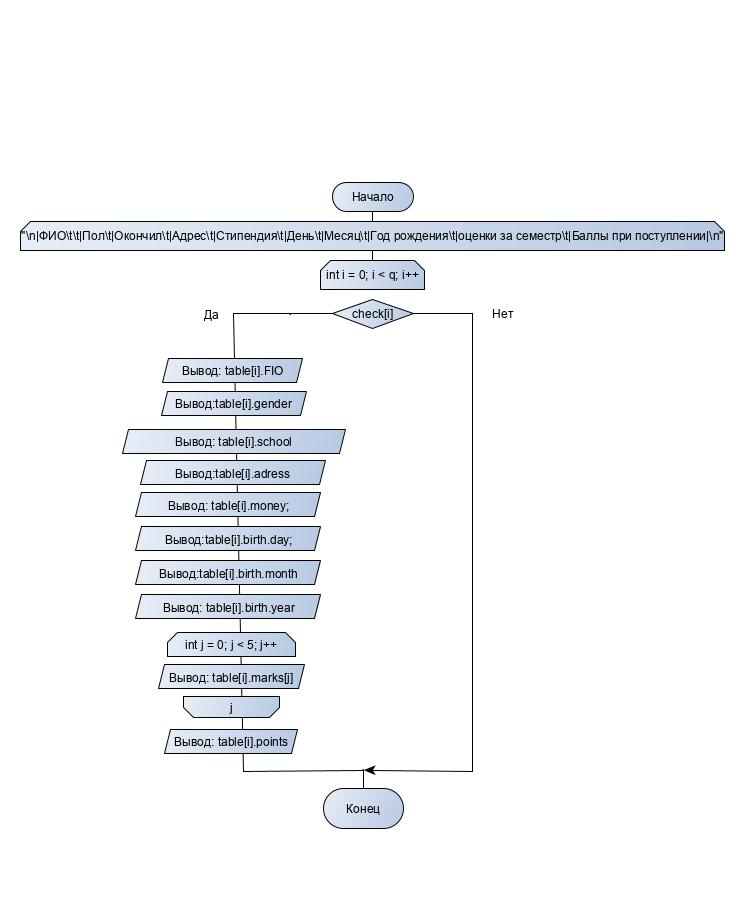 Начало
"\n|ФИО\t\t|Пол\t|Окончил\t|Адрес\t|Стипендия\t|День\t|Месяц\t|Год рождения\t|оценки за семестр\t|Баллы при поступлении|\n"
int i = 0; i < q; i++
Да check[i] Нет
Вывод: table[i].FIO
Вывод:table[i].gender
Вывод: table[i].school
Вывод:table[i].adress
Вывод: table[i].money;
Вывод:table[i].birth.day;
Вывод:table[i].birth.month
Вывод: table[i].birth.year
int j = 0; j < 5; j++
Вывод: table[i].marks[j]
j
Вывод: table[i].points
Конец